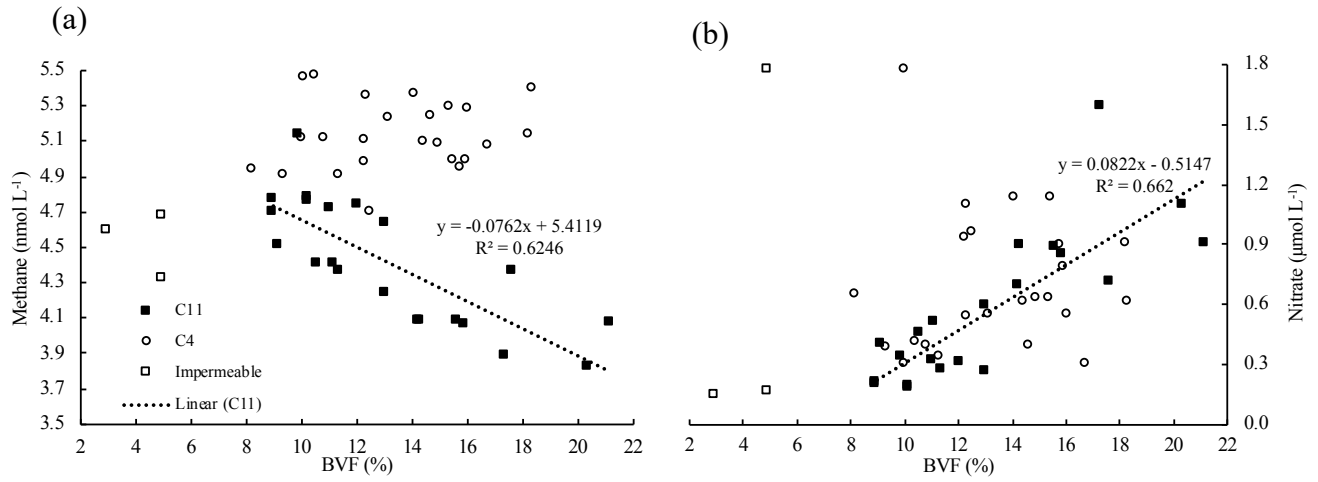 (a)
5.5
5.3
5.1
4.9
4.7
4.5
4.3
4.1
3.9
3.7
3.5
Methane (nmol L-1)
y = -0.0762x + 5.4119
R² = 0.6246
C11
C4
Impermeable
Linear (C11)
2 4 6 8 10 12 14 16 18 20 22
BVF (%)
(b)
1.8
1.5
1.2
0.9
0.6
0.3
0.0
Nitrate (µmol L-1)
y = 0.0822x - 0.5147
R² = 0.662
2 4 6 8 10 12 14 16 18 20 22
BVF (%)